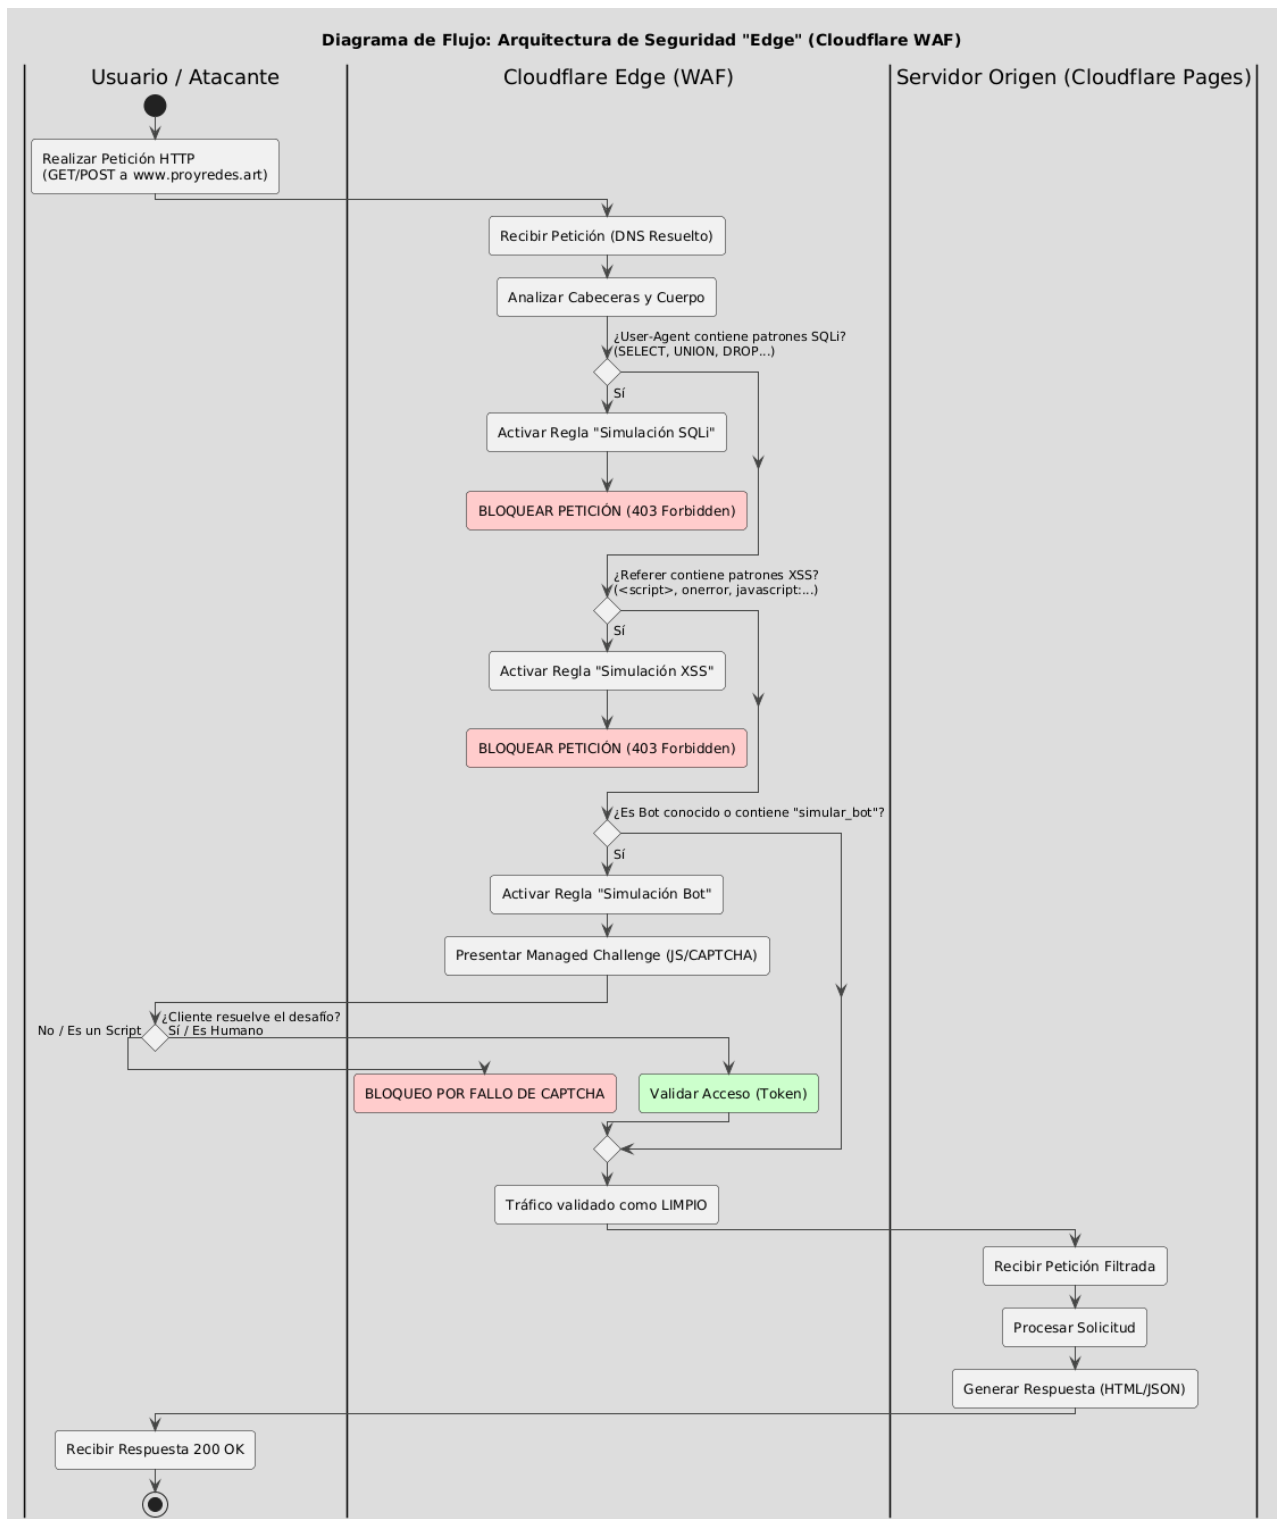 Diagrama de Flujo: Arquitectura de Seguridad "Edge" (Cloudflare WAF)
Usuario / Atacante
Cloudflare Edge (WAF)
Servidor Origen (Cloudflare Pages)
Realizar Petición HTTP
(GET/POST a www.proyredes.art)
Recibir Petición (DNS Resuelto)
Analizar Cabeceras y Cuerpo
¿User-Agent contiene patrones SQLi?
(SELECT, UNION, DROP...)
Sí
Activar Regla "Simulación SQLi"
BLOQUEAR PETICIÓN (403 Forbidden)
¿Referer contiene patrones XSS?
(<script>, onerror, javascript:...)
Sí
Activar Regla "Simulación XSS"
BLOQUEAR PETICIÓN (403 Forbidden)
¿Es Bot conocido o contiene "simular_bot"?
Sí
Activar Regla "Simulación Bot"
Presentar Managed Challenge (JS/CAPTCHA)
¿Cliente resuelve el desafío?
No / Es un Script
Sí / Es Humano
BLOQUEO POR FALLO DE CAPTCHA
Validar Acceso (Token)
Tráfico validado como LIMPIO
Recibir Petición Filtrada
Procesar Solicitud
Generar Respuesta (HTML/JSON)
Recibir Respuesta 200 OK